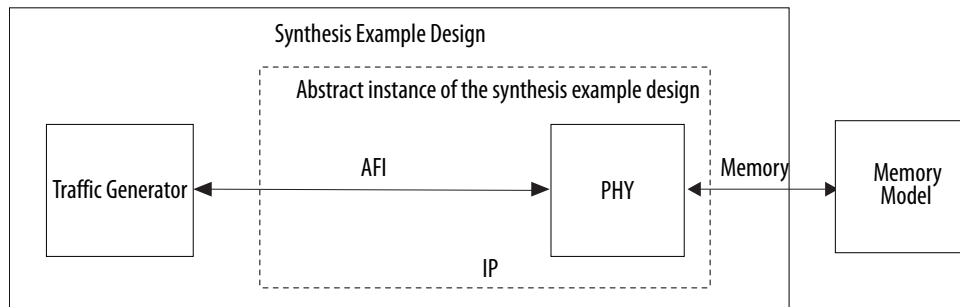 Synthesis Example Design
Abstract instance of the synthesis example design
Traffic Generator
AFI
PHY
Memory
Memory
Model
IP